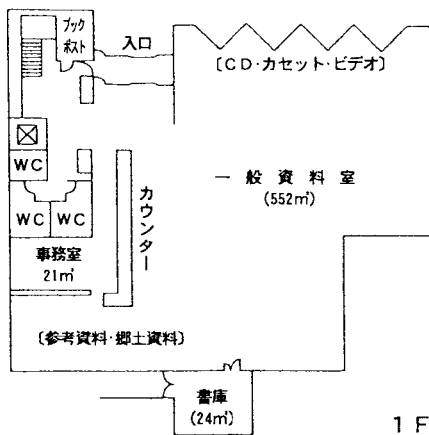 ブック
ポスト
入口
〔CD・カセット・ビデオ〕
WC
一般資料室
(552㎡)
WC
WC
カウンター
事務室
21㎡
〔参考資料・郷土資料〕
書庫
(24㎡)
1F